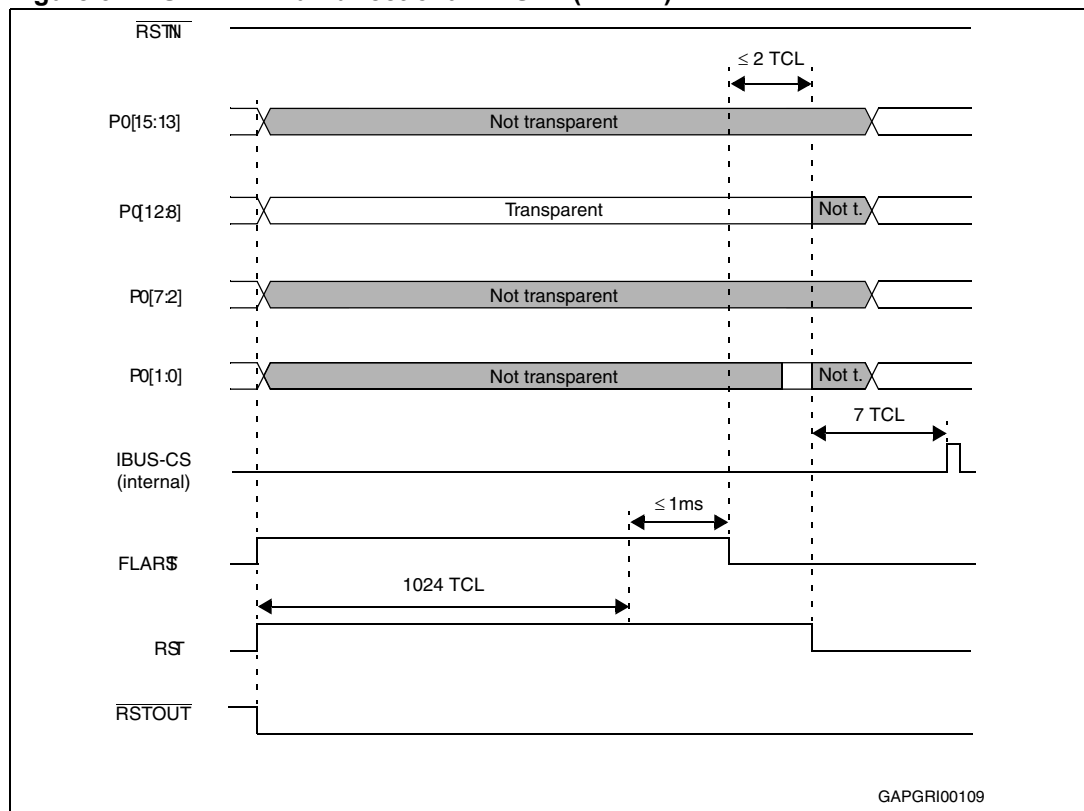 RSTIN
≤ 2 TCL
P0[15:13]
Not transparent
P0[12:8]
Transparent
Not t.
P0[7:2]
Not transparent
P0[1:0]
Not transparent
Not t.
7 TCL
IBUS-CS
(internal)
≤ 1ms
FLARST
1024 TCL
RST
RSTOUT
GAPGRI00109